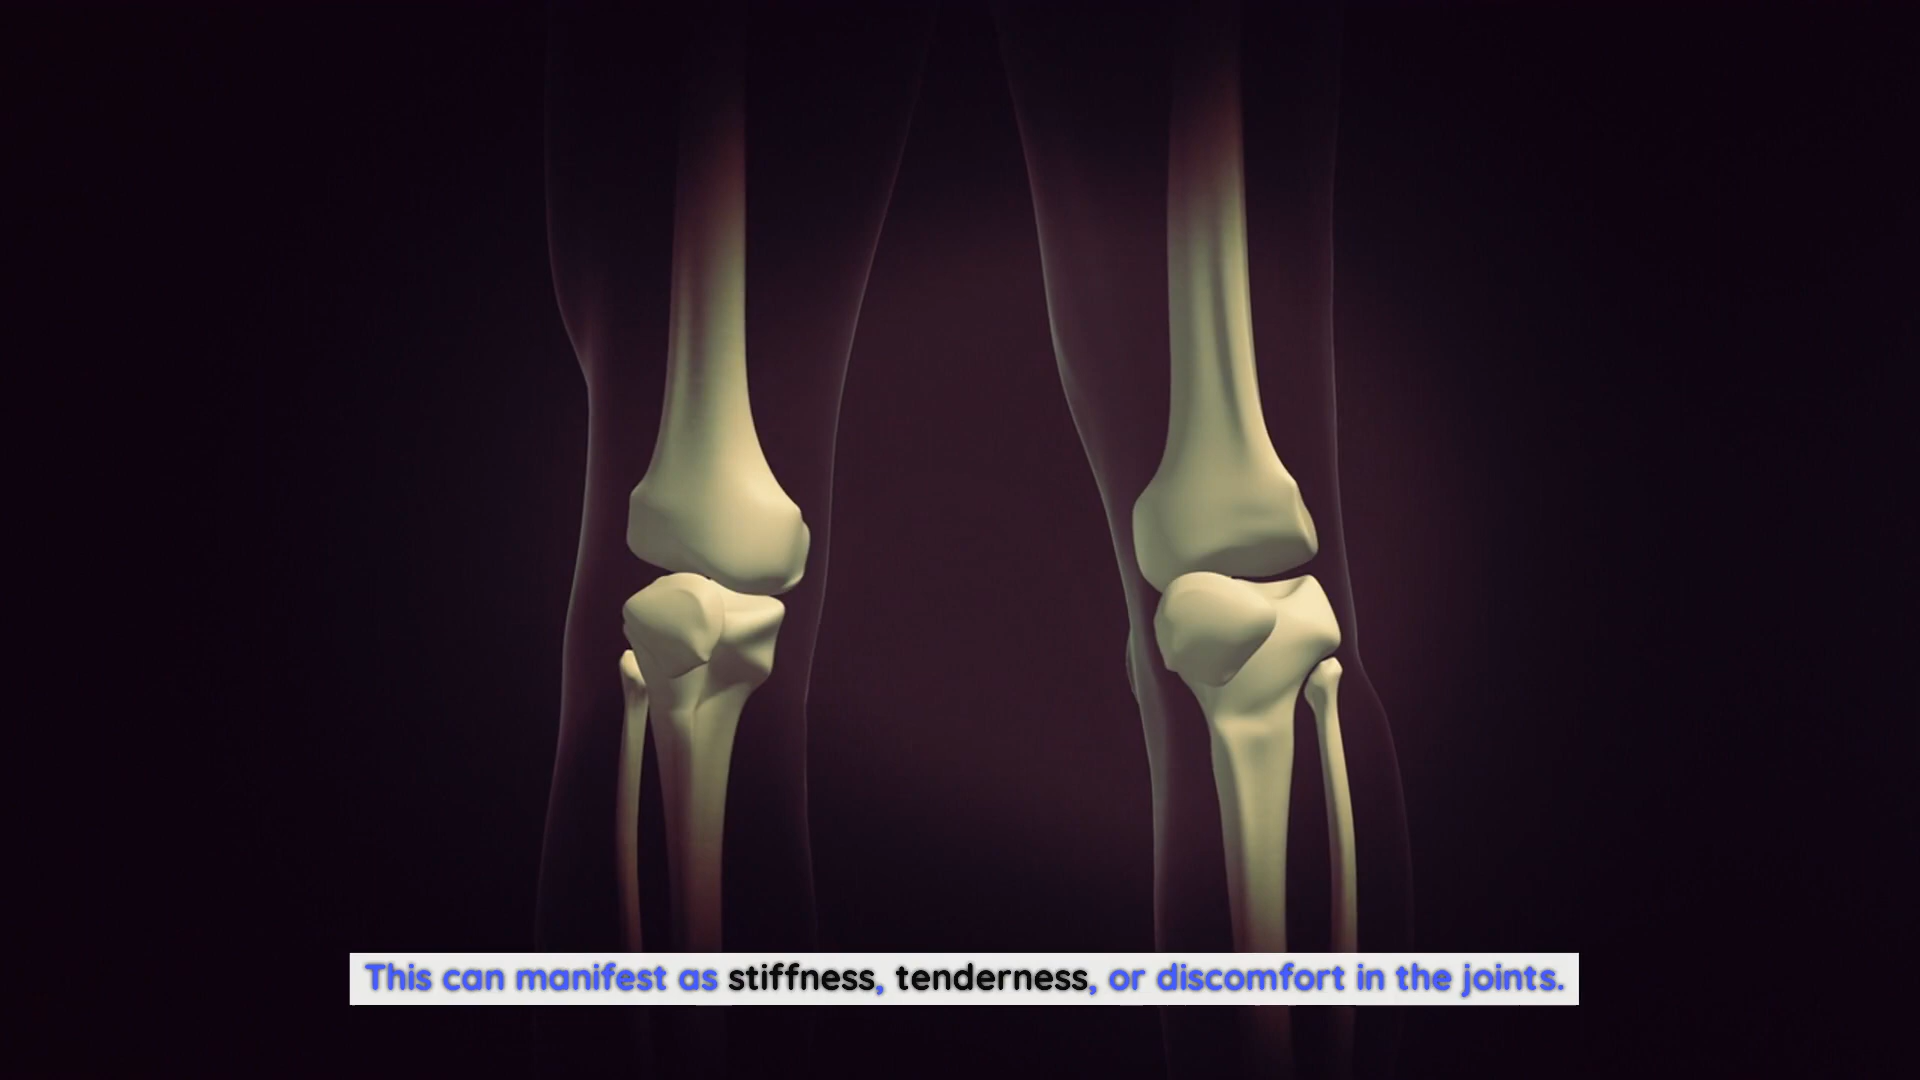 This can manifest as stiffness, tenderness, or discomfort in the joints.